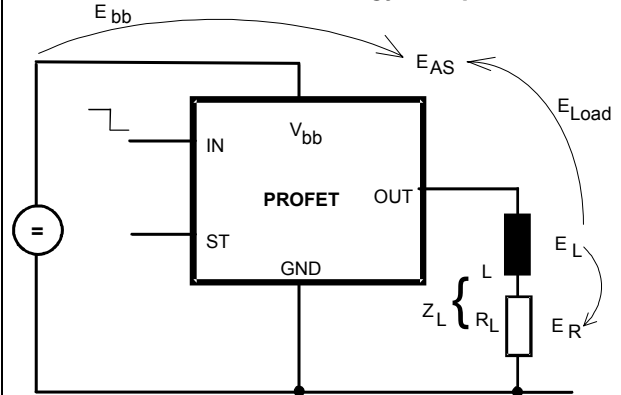 E bb
E AS
E Load
V bb
IN
PROFET
OUT
=
ST
E L
GND
L
Z L { R L
E R